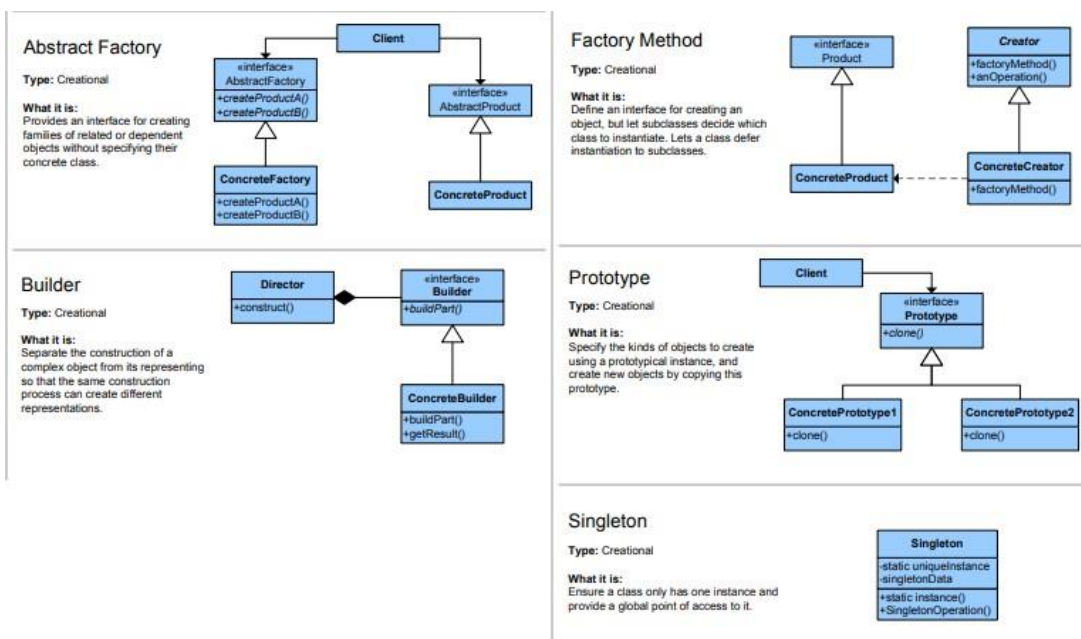 Abstract Factory
Type: Creational
What it is:
Provides an interface for creating
families of related or dependent
objects without specifying their
concrete class.
Client
«interface»
AbstractFactory
+createProductA()
+createProductB()
«interface»
AbstractProduct
ConcreteFactory
+createProductA()
+createProductB()
ConcreteProduct
Factory Method
Type: Creational
What it is:
Define an interface for creating an
object, but let subclasses decide which
class to instantiate. Lets a class defer
instantiation to subclasses.
«interface»
Product
Creator
+factoryMethod()
+anOperation()
ConcreteProduct
ConcreteCreator
+factoryMethod()
Builder
Type: Creational
What it is:
Separate the construction of a
complex object from its representing
so that the same construction
process can create different
representations.
Director
+construct()
«interface»
Builder
+buildPart()
ConcreteBuilder
+buildPart()
+getResult()
Prototype
Type: Creational
What it is:
Specify the kinds of objects to create
using a prototypical instance, and
create new objects by copying this
prototype.
Client
«interface»
Prototype
+clone()
ConcretePrototype1
+clone()
ConcretePrototype2
+clone()
Singleton
Type: Creational
What it is:
Ensure a class only has one instance and
provide a global point of access to it.
Singleton
-static uniqueInstance
-singletonData
+static instance()
+SingletonOperation()